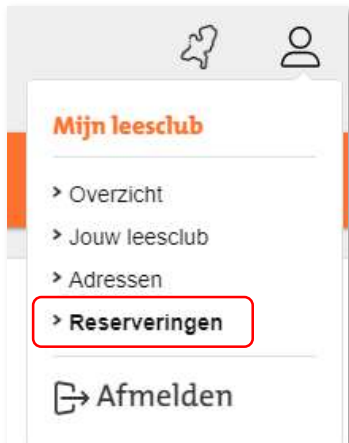 Mijn leesclub
Overzicht
Jouw leesclub
Adressen
Reserveringen
Afmelden